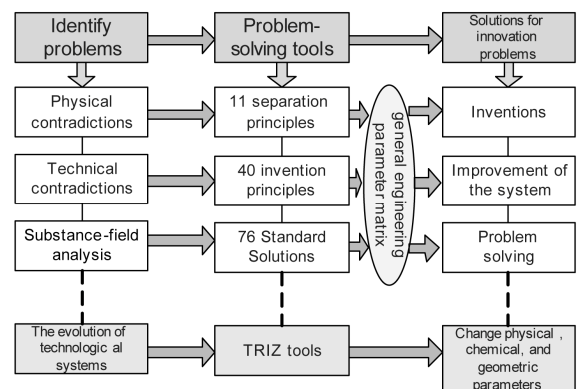 Identify
problems
Problem-
solving tools
Solutions for
innovation
problems
Physical
contradictions
11 separation
principles
general engineering
parameter matrix
Inventions
Technical
contradictions
40 invention
principles
Improvement of
the system
Substance-field
analysis
76 Standard
Solutions
Problem
solving
The evolution of
technologic al
systems
TRIZ tools
Change physical ,
chemical, and
geometric
parameters